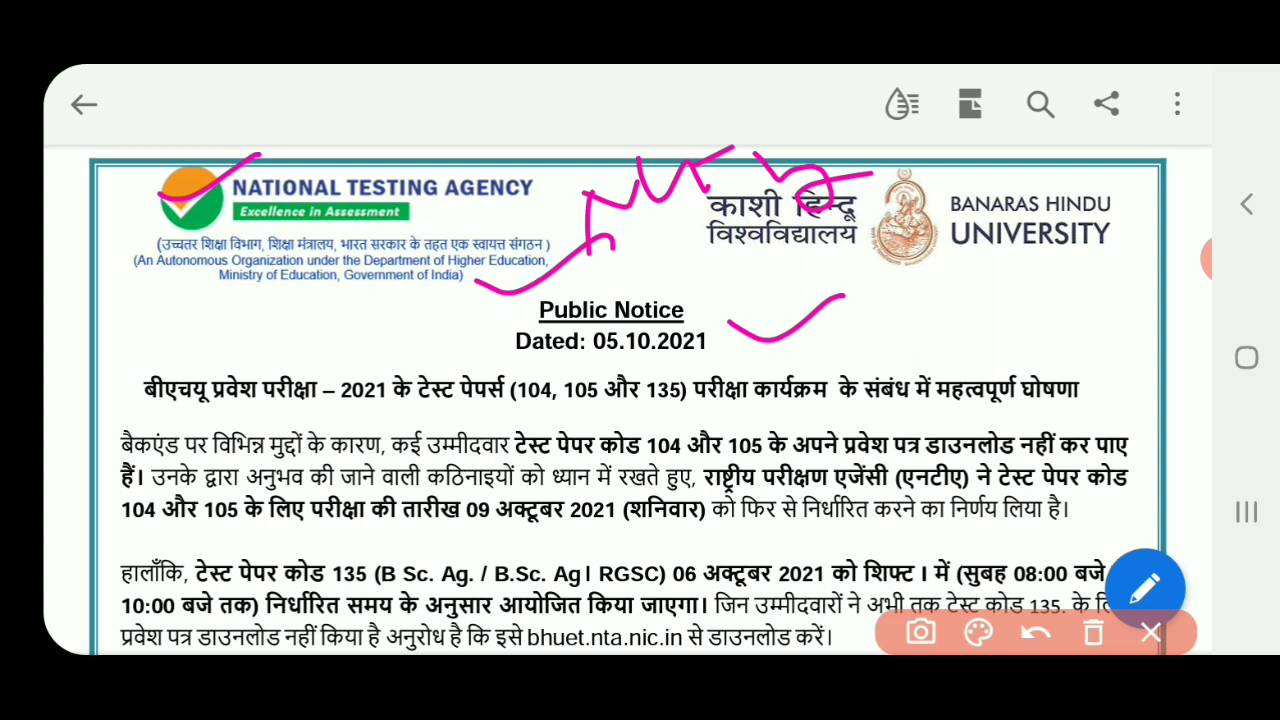 NATIONAL TESTING AGENCY
Excellence in Assessment
(उच्चतर शिक्षा विभाग, शिक्षा मंत्रालय, भारत सरकार के तहत एक स्वायत्त संगठन )
(An Autonomous Organization under the Department of Higher Education,
Ministry of Education, Government of India)
काशी हिन्दू
विश्वविद्यालय
BANARAS HINDU
UNIVERSITY
Public Notice
Dated: 05.10.2021
बीएचयू प्रवेश परीक्षा – 2021 के टेस्ट पेपर्स (104, 105 और 135) परीक्षा कार्यक्रम के संबंध में महत्वपूर्ण घोषणा
बैकएंड पर विभिन्न मुद्दों के कारण, कई उम्मीदवार टेस्ट पेपर कोड 104 और 105 के अपने प्रवेश पत्र डाउनलोड नहीं कर पाए
हैं। उनके द्वारा अनुभव की जाने वाली कठिनाइयों को ध्यान में रखते हुए, राष्ट्रीय परीक्षण एजेंसी (एनटीए) ने टेस्ट पेपर कोड
104 और 105 के लिए परीक्षा की तारीख 09 अक्टूबर 2021 (शनिवार) को फिर से निर्धारित करने का निर्णय लिया है।
हालाँकि, टेस्ट पेपर कोड 135 (B Sc. Ag. / B.Sc. Ag। RGSC) 06 अक्टूबर 2021 को शिफ्ट । में (सुबह 08:00 बजे
10:00 बजे तक) निर्धारित समय के अनुसार आयोजित किया जाएगा। जिन उम्मीदवारों ने अभी तक टेस्ट कोड 135. के
प्रवेश पत्र डाउनलोड नहीं किया है अनुरोध है कि इसे bhuet.nta.nic.in से डाउनलोड करें।